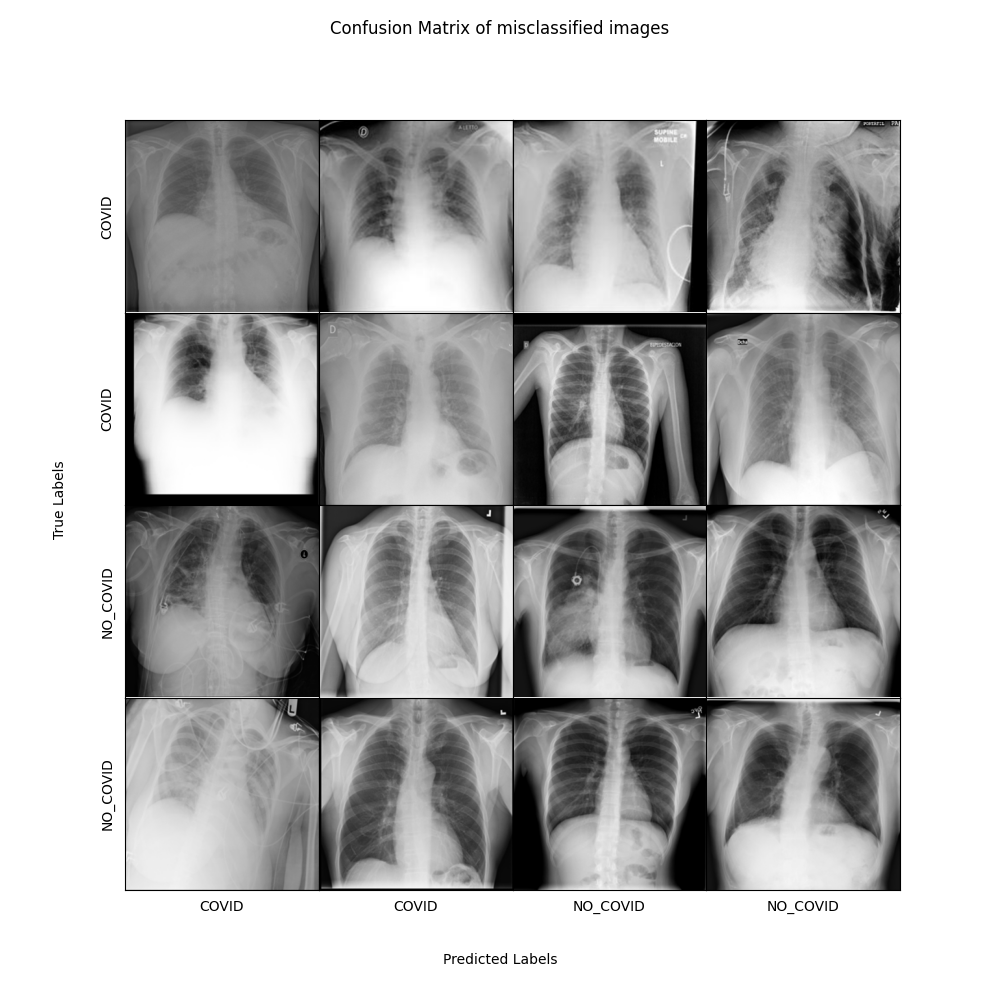 Confusion Matrix of misclassified images
D
A LETTO
SUPINE
MOBILE
L
COVID
D
COVID
True Labels
NO_COVID
L
NO_COVID
COVID
COVID
NO_COVID
NO_COVID
Predicted Labels